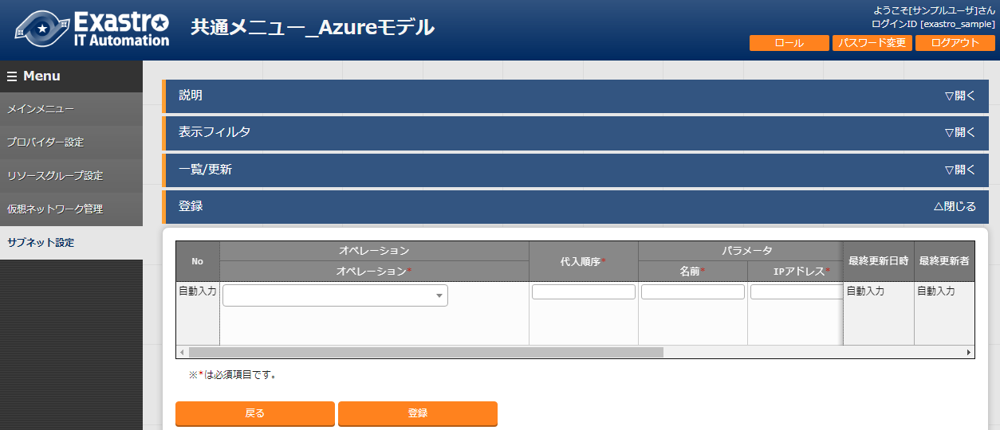 Exastro
IT Automation
共通メニュー_Azureモデル
ようこそ[サンプルユーザ]さん
ログインID [exastro_sample]
ロール パスワード変更 ログアウト
☰ Menu
メインメニュー
プロバイダー設定
リソースグループ設定
仮想ネットワーク管理
サブネット設定
説明 ▽開く
表示フィルタ ▽開く
一覧/更新 ▽開く
登録 △閉じる
No オペレーション 代入順序* パラメータ 最終更新日時 最終更新者
オペレーション* 名前* IPアドレス*
自動入力 自動入力 自動入力
※*は必須項目です。
戻る 登録